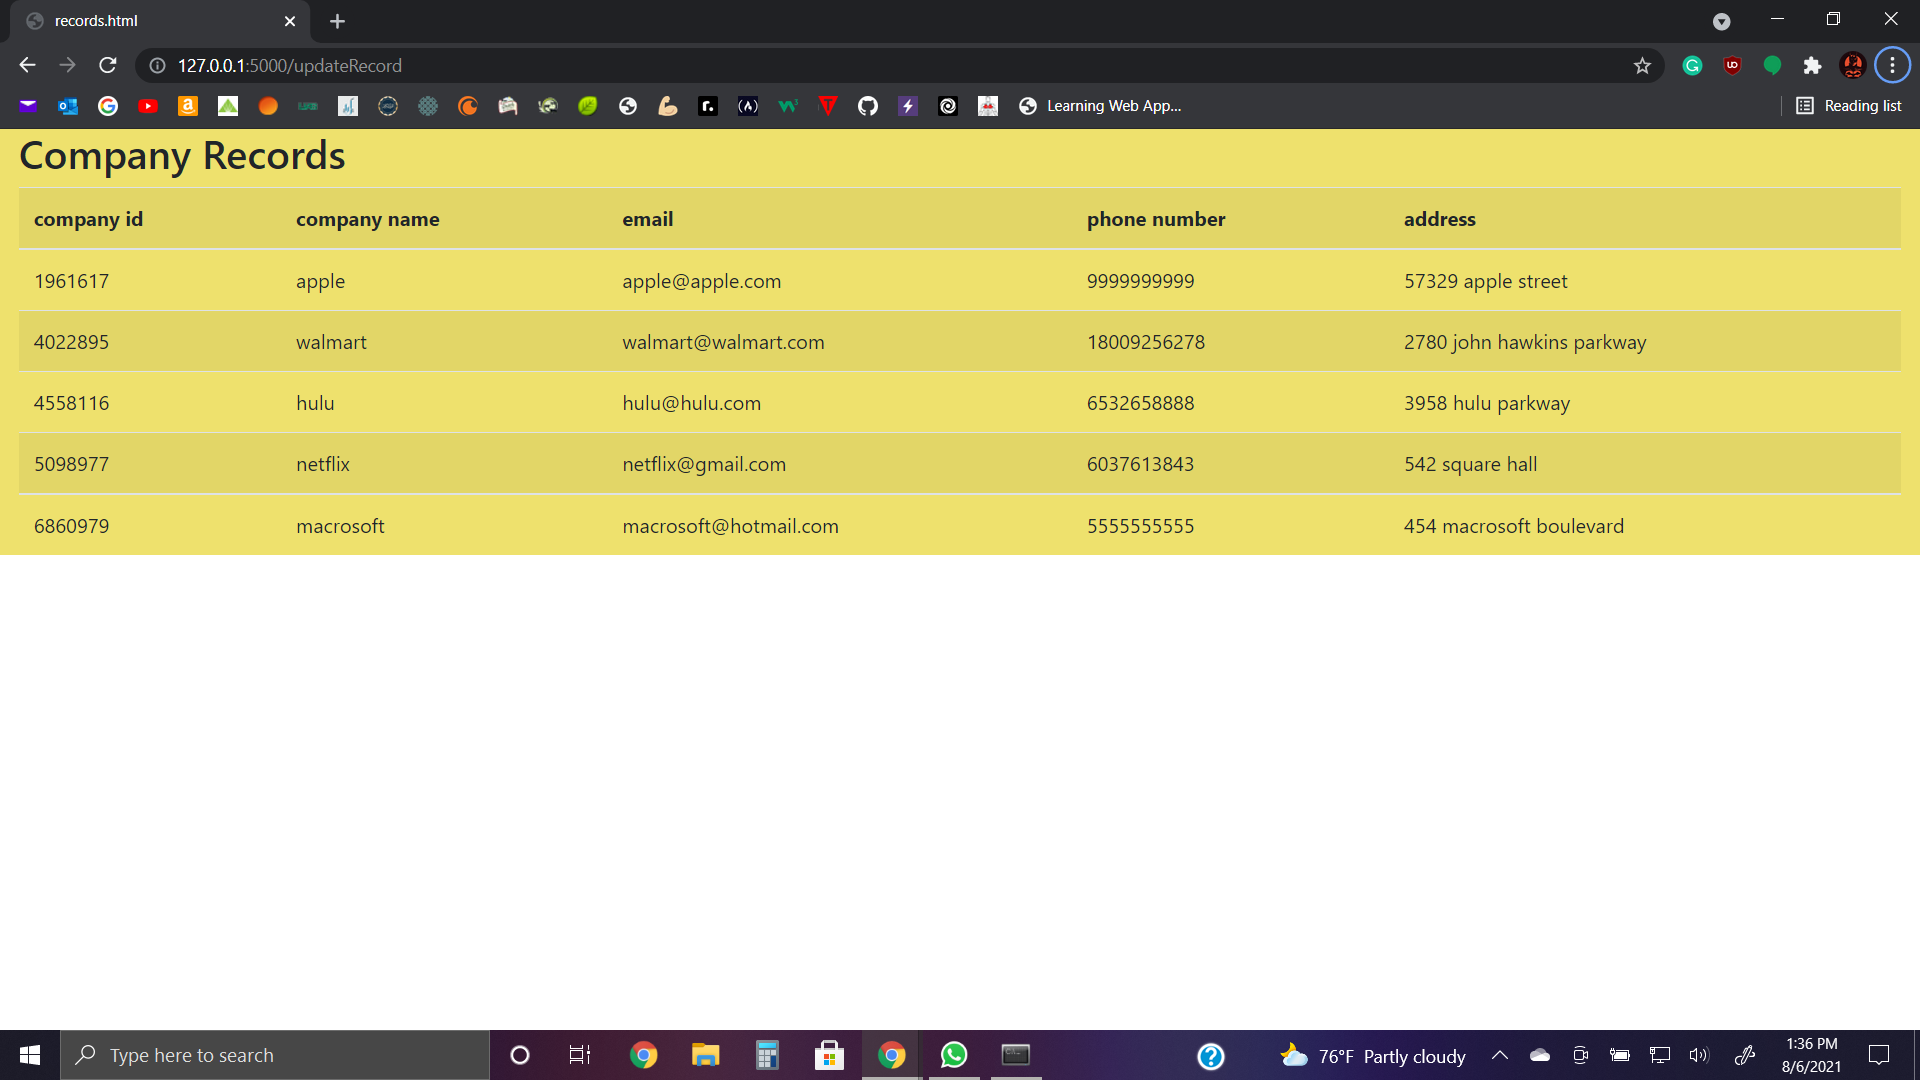 records.html
127.0.0.1:5000/updateRecord
Learning Web App...
Reading list
Company Records
company id company name email phone number address
1961617 apple apple@apple.com 9999999999 57329 apple street
4022895 walmart walmart@walmart.com 18009256278 2780 john hawkins parkway
4558116 hulu hulu@hulu.com 6532658888 3958 hulu parkway
5098977 netflix netflix@gmail.com 6037613843 542 square hall
6860979 macrosoft macrosoft@hotmail.com 5555555555 454 macrosoft boulevard
Type here to search
76°F Partly cloudy
1:36 PM
8/6/2021